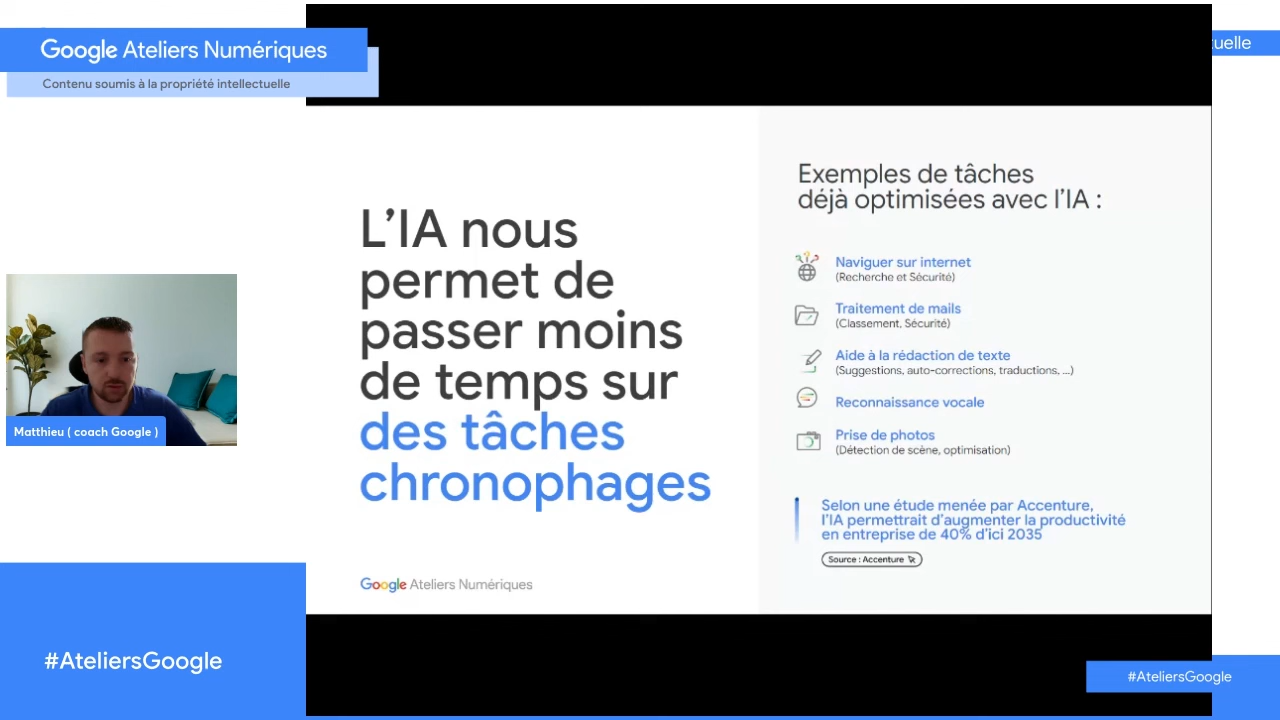 Google Ateliers Numériques
Contenu soumis à la propriété intellectuelle
L'IA nous
permet de
passer moins
de temps sur
des tâches
chronophages
Google Ateliers Numériques
Exemples de tâches
déjà optimisées avec l'IA :
Naviguer sur internet
(Recherche et Sécurité)
Traitement de mails
(Classement, Sécurité)
Aide à la rédaction de texte
(Suggestions, auto-corrections, traductions, ...)
Reconnaissance vocale
Prise de photos
(Détection de scène, optimisation)
Selon une étude menée par Accenture,
l'IA permettrait d'augmenter la productivité
en entreprise de 40% d'ici 2035
Source : Accenture
Matthieu ( coach Google )
#AteliersGoogle
#AteliersGoogle